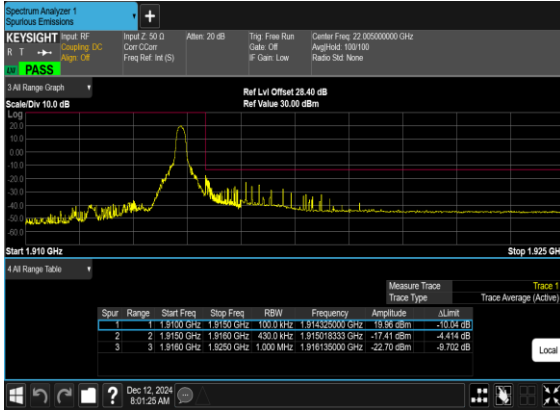 Spectrum Analyzer 1
Spurious Emissions
+
KEYSIGHT Input: RF Input Z: 50 Ω Atten: 20 dB Trig: Free Run Center Freq: 22.005000000 GHz
R T Coupling: DC Corr CCorr Gate: Off Avg|Hold: 100/100
Align: Off Freq Ref: Int (S) IF Gain: Low Radio Std: None
PASS
3 All Range Graph
Ref Lvl Offset 28.40 dB
Scale/Div 10.0 dB Ref Value 30.00 dBm
Log
20.0
10.0
0.00
-10.0
-20.0
-30.0
-40.0
-50.0
-60.0
Start 1.910 GHz Stop 1.925 GH
4 All Range Table
Measure Trace Trace 1
Trace Type Trace Average (Active)
Spur Range Start Freq Stop Freq RBW Frequency Amplitude ΔLimit
1 1 1.9100 GHz 1.9150 GHz 100.0 kHz 1.914325000 GHz 19.96 dBm -10.04 dB
2 2 1.9150 GHz 1.9160 GHz 430.0 kHz 1.915018333 GHz -17.41 dBm -4.414 dB
3 3 1.9160 GHz 1.9250 GHz 1.000 MHz 1.916135000 GHz -22.70 dBm -9.702 dB
Local
? Dec 12, 2024
8:01:25 AM